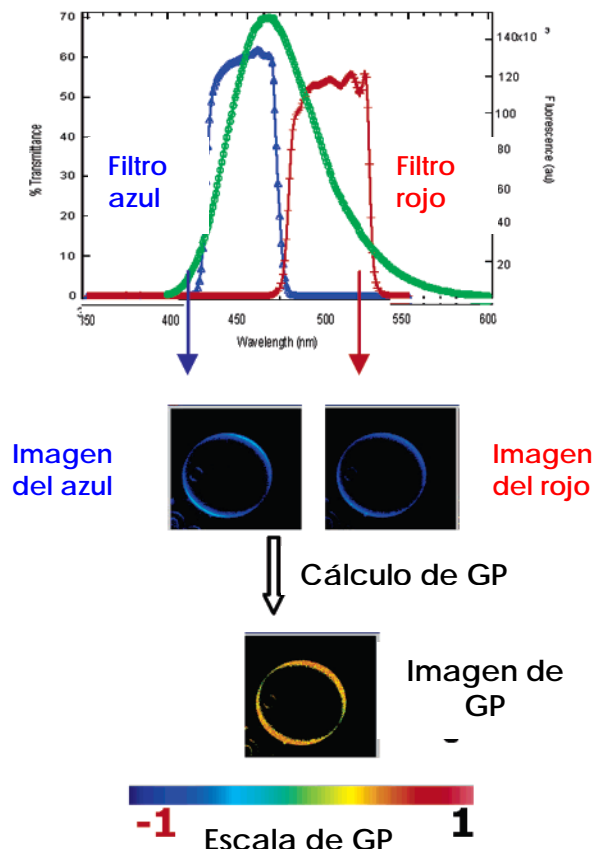 70
60
50
40
30
20
10
0
% Transmittance
140x10 3
120
100
80
60
40
20
Fluorescence (au)
Filtro
azul
Filtro
rojo
400
450
500
550
600
Wavelength (nm)
Imagen
del azul
Imagen
del rojo
Cálculo de GP
Imagen de
GP
-1
1
Escala de GP